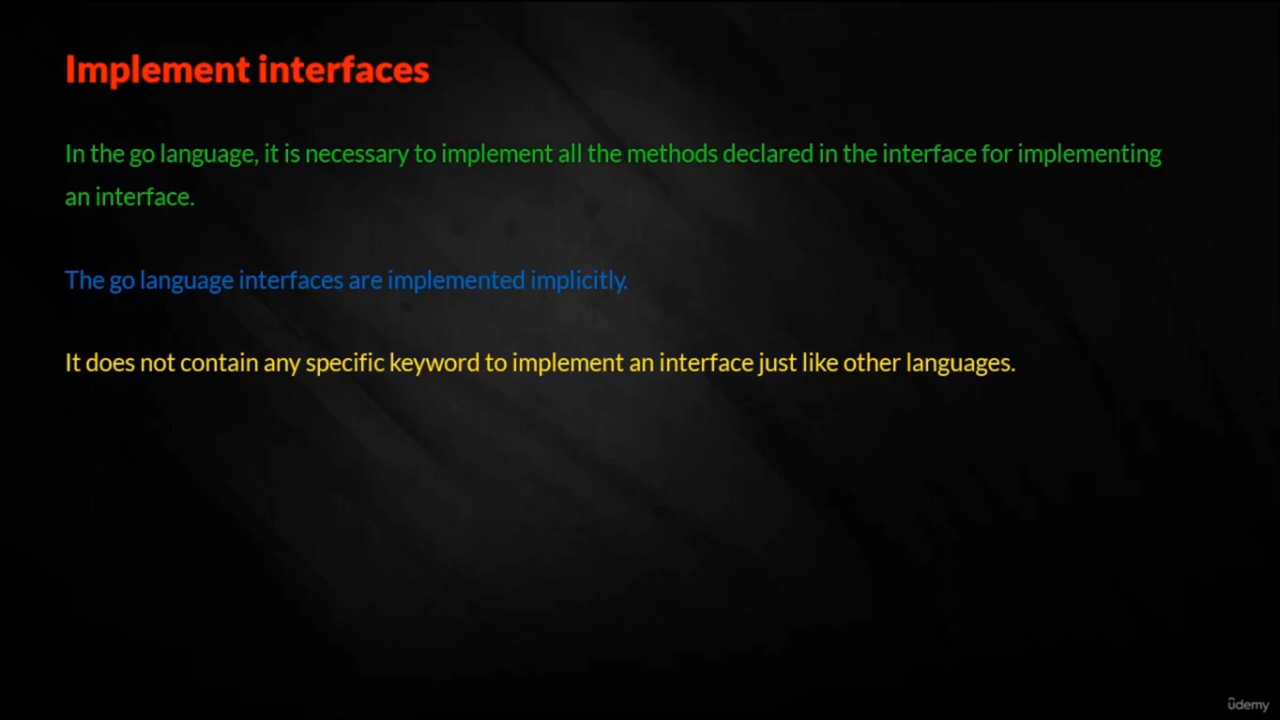 Implement interfaces
In the go language, it is necessary to implement all the methods declared in the interface for implementing
an interface.
The go language interfaces are implemented implicitly.
It does not contain any specific keyword to implement an interface just like other languages.
ûdemy